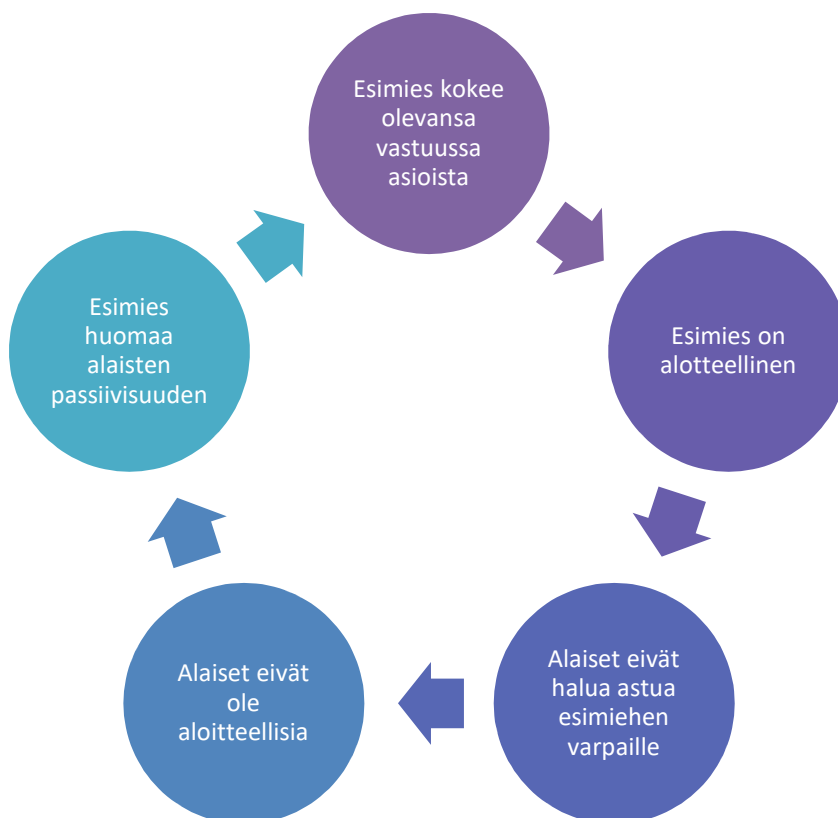 Esimies kokee
olevansa
vastuussa
asioista
Esimies on
alotteellinen
Alaiset eivät
halua astua
esimiehen
varpaille
Alaiset eivät
ole
aloitteellisia
Esimies
huomaa
alaisten
passiivisuuden